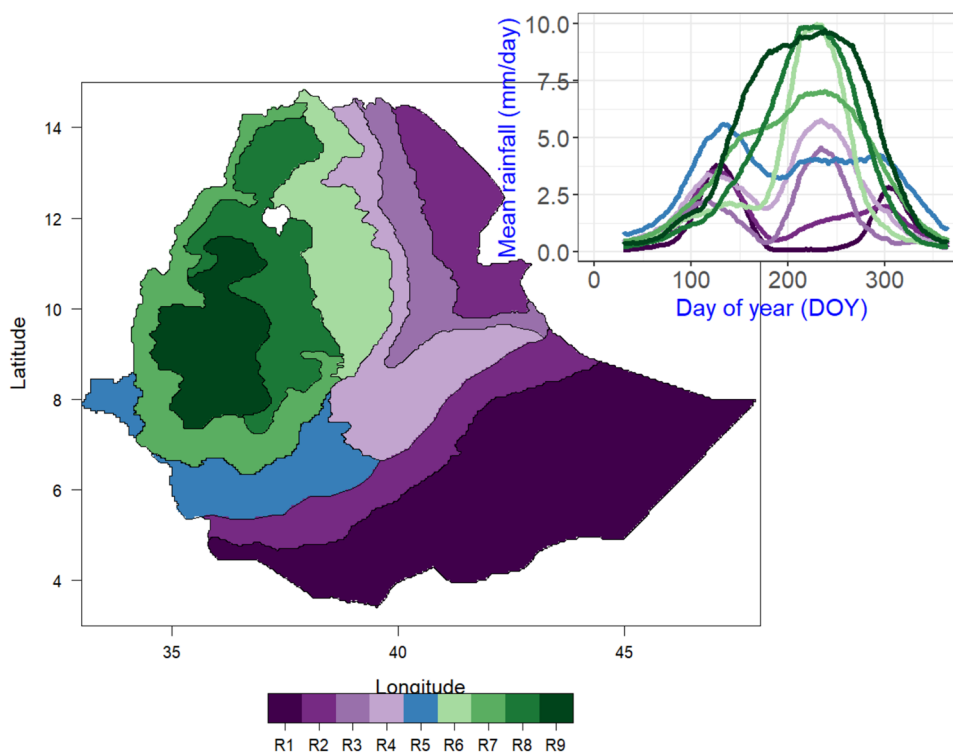 10.0
7.5
5.0
2.5
0.0
Mean rainfall (mm/day)
0 100 200 300
Day of year (DOY)
14
12
10
8
6
4
Latitude
35 40 45
Longitude
R1 R2 R3 R4 R5 R6 R7 R8 R9